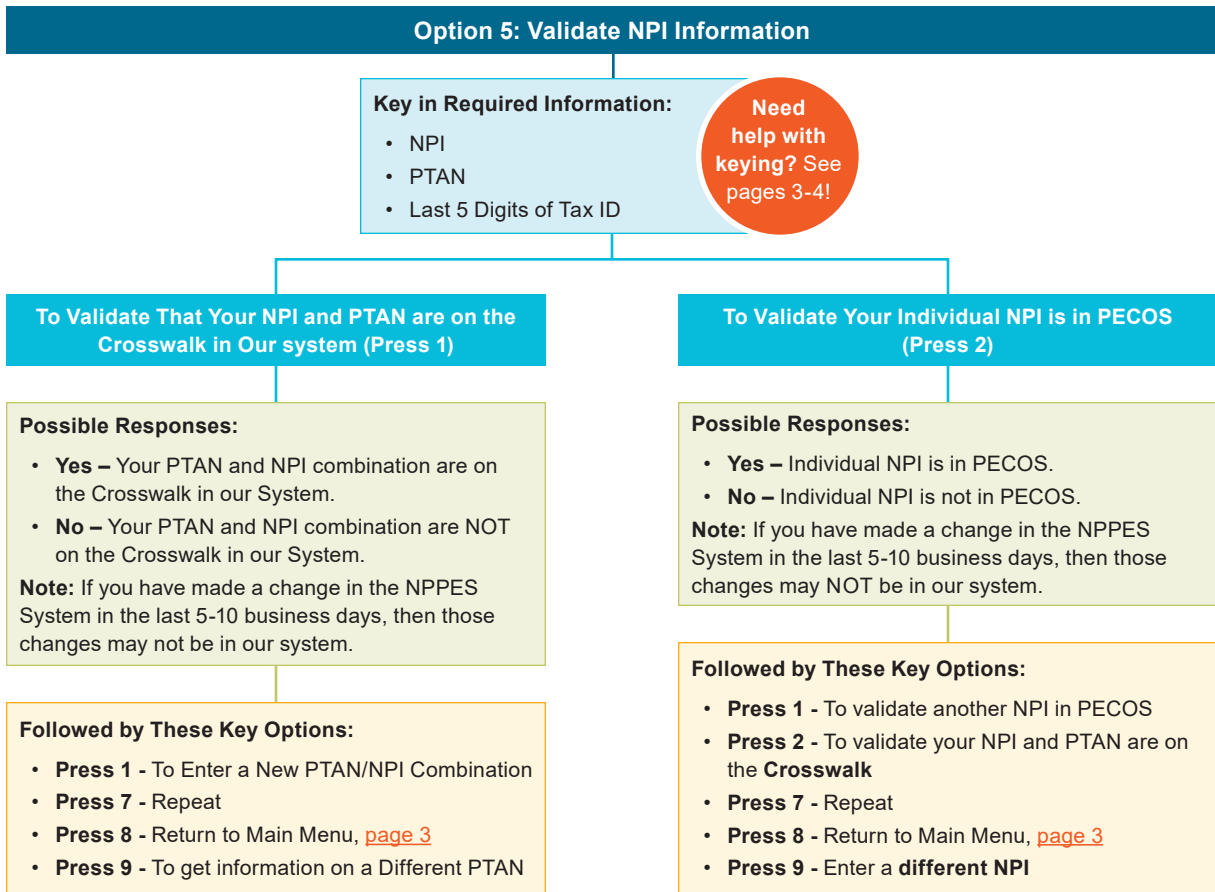 Option 5: Validate NPI Information
Key in Required Information:
• NPI
• PTAN
• Last 5 Digits of Tax ID
Need
help with
keying? See
pages 3-4!
To Validate That Your NPI and PTAN are on the
Crosswalk in Our system (Press 1)
Possible Responses:
• Yes – Your PTAN and NPI combination are on
the Crosswalk in our System.
• No – Your PTAN and NPI combination are NOT
on the Crosswalk in our System.
Note: If you have made a change in the NPPES
System in the last 5-10 business days, then those
changes may not be in our system.
Followed by These Key Options:
• Press 1 - To Enter a New PTAN/NPI Combination
• Press 7 - Repeat
• Press 8 - Return to Main Menu, page 3
• Press 9 - To get information on a Different PTAN
To Validate Your Individual NPI is in PECOS
(Press 2)
Possible Responses:
• Yes – Individual NPI is in PECOS.
• No – Individual NPI is not in PECOS.
Note: If you have made a change in the NPPES
System in the last 5-10 business days, then those
changes may NOT be in our system.
Followed by These Key Options:
• Press 1 - To validate another NPI in PECOS
• Press 2 - To validate your NPI and PTAN are on
the Crosswalk
• Press 7 - Repeat
• Press 8 - Return to Main Menu, page 3
• Press 9 - Enter a different NPI